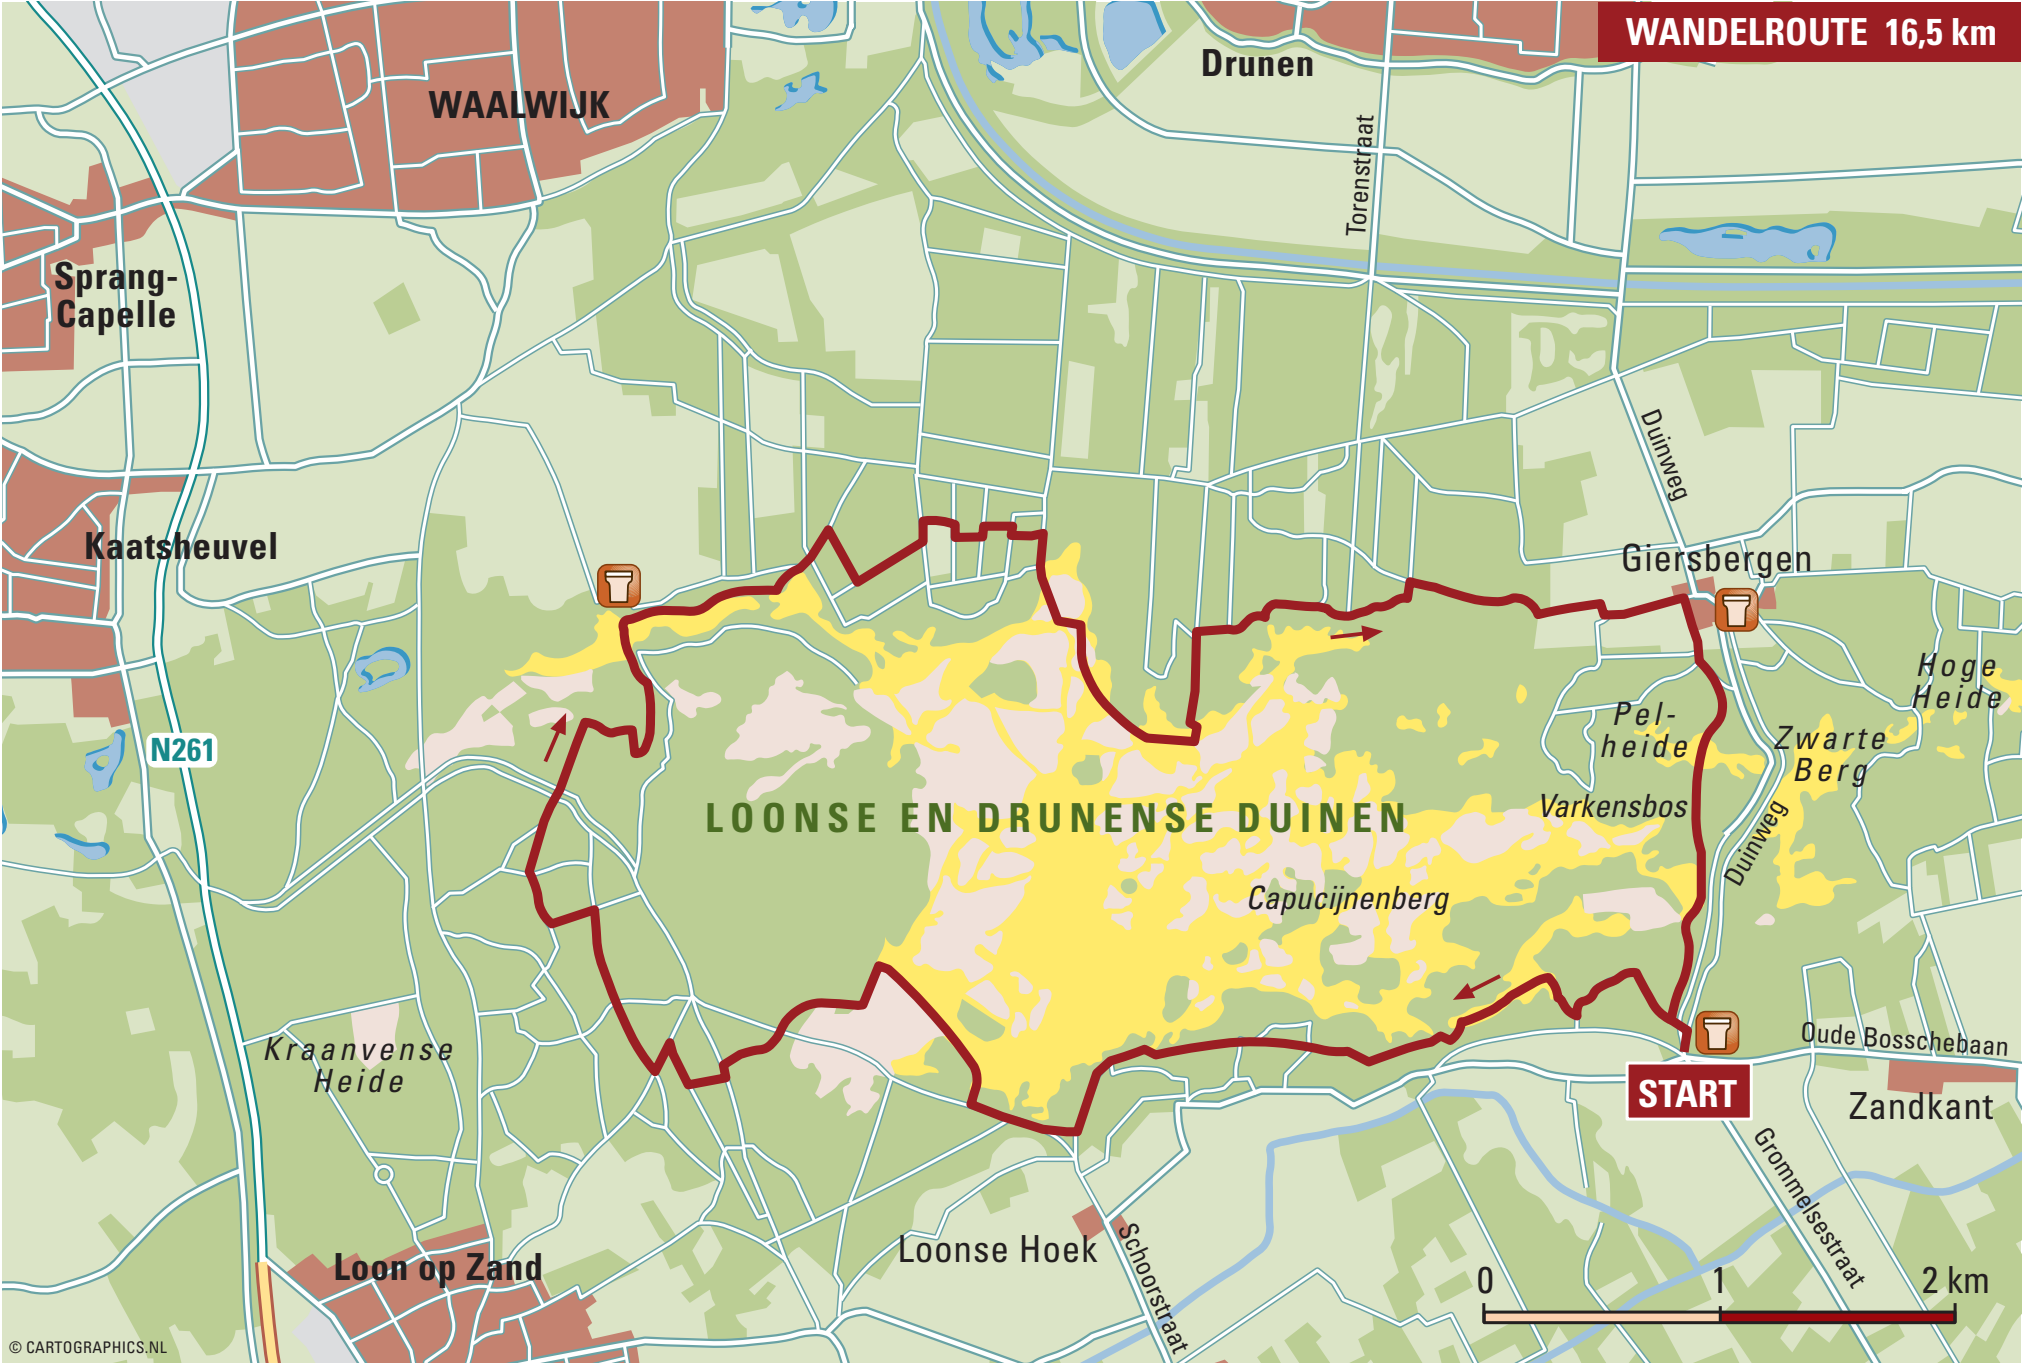 WANDELROUTE 16,5 km
Drunen
WAALWIJK
Torenstraat
Sprang-
Capelle
Duinweg
Kaatsheuvel
Giersbergen
Hoge
Heide
Pel-
heide
Zwarte
Berg
N261
LOONSE EN DRUNENSE DUINEN
Varkensbos
Duinweg
Capucijnenberg
Kraanvense
Heide
Oude Bosschebaan
START
Zandkant
Grommelsestraat
Loonse Hoek
Schoorstraat
Loon op Zand
0 1 2 km
© CARTOGRAPHICS.NL